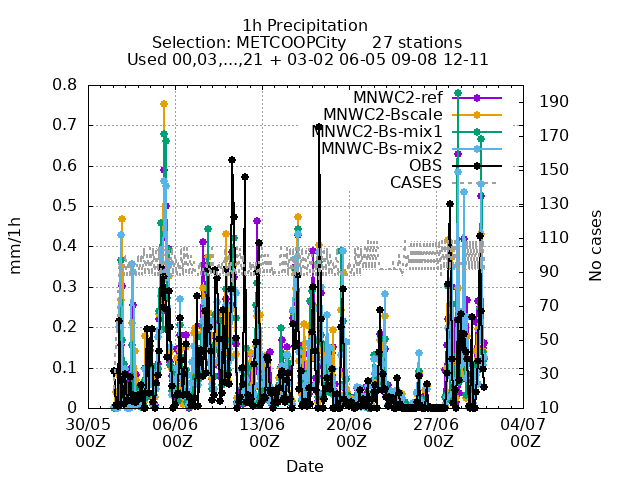 1h Precipitation
Selection: METCOOPCity 27 stations
Used 00,03,...,21 + 03-02 06-05 09-08 12-11
MNWC2-ref
MNWC2-Bscale
MNWC2-Bs-mix1
MNWC-Bs-mix2
OBS
CASES
0.8
0.7
0.6
0.5
0.4
0.3
0.2
0.1
0
mm/1h
190
170
150
130
110
90
70
50
30
10
No cases
30/05 06/06 13/06 20/06 27/06 04/07
00Z 00Z 00Z 00Z 00Z 00Z
Date